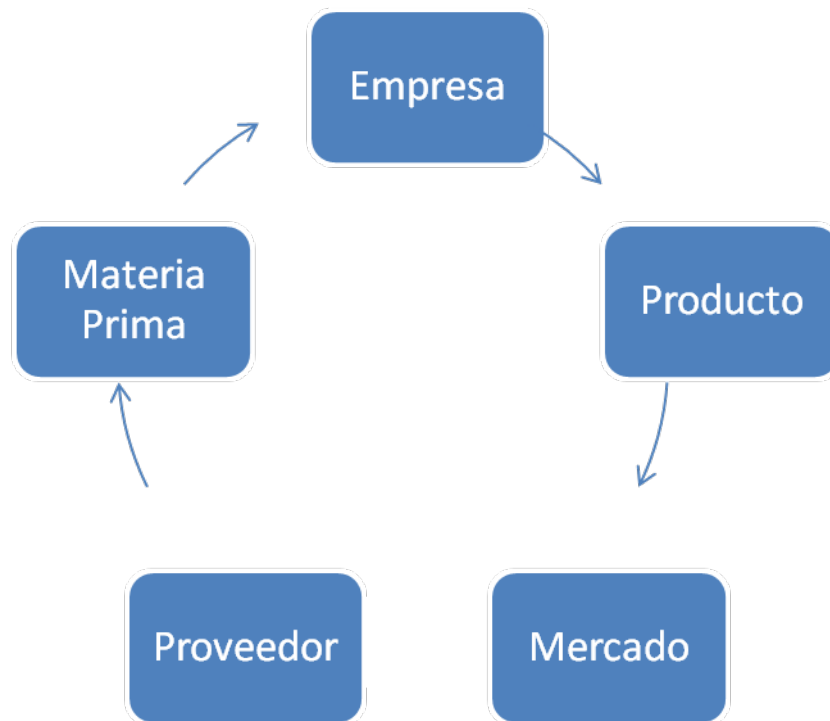 Empresa
Materia
Prima
Producto
Proveedor
Mercado